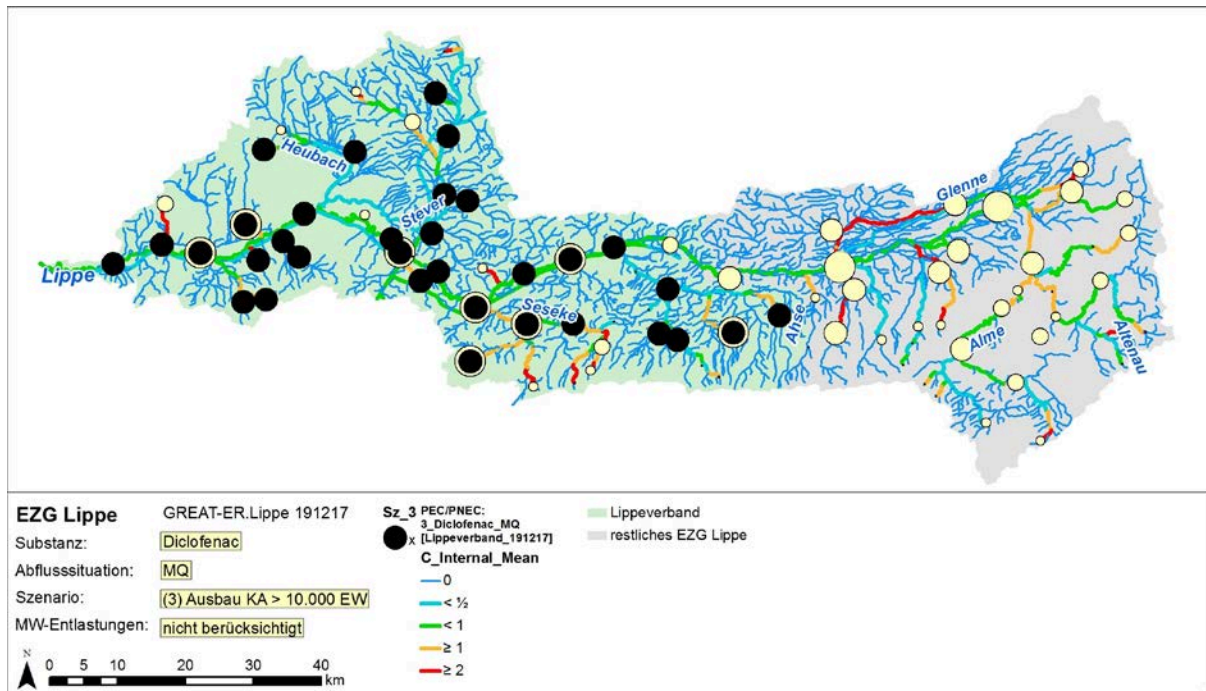 Heubach
Stever
Glenne
Lippe
Seseke
Ahse
Alme
Altenau
EZG Lippe
GREAT-ER.Lippe 191217
Substanz:
Diclofenac
Abflusssituation:
MQ
Szenario:
(3) Ausbau KA > 10.000 EW
MW-Entlastungen:
nicht berücksichtigt
N
0 5 10 20 30 40
km
Sz_3
x
PEC/PNEC:
3_Diclofenac_MQ
[Lippeverband_191217]
C_Internal_Mean
0
< ½
< 1
≥ 1
≥ 2
Lippeverband
restliches EZG Lippe